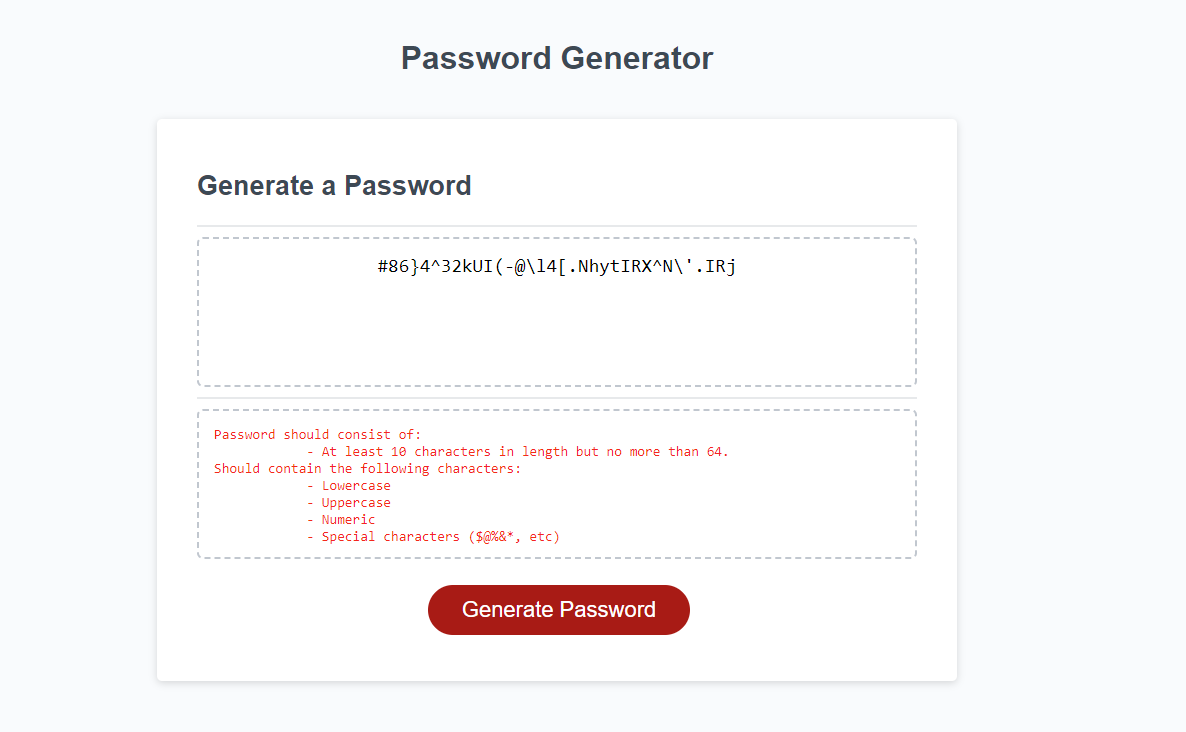 Password Generator
Generate a Password
#86}4^32kUI(-@\l4[.NhytIRX^N\'.IRj
Password should consist of:
- At least 10 characters in length but no more than 64.
Should contain the following characters:
- Lowercase
- Uppercase
- Numeric
- Special characters ($@%&*, etc)
Generate Password